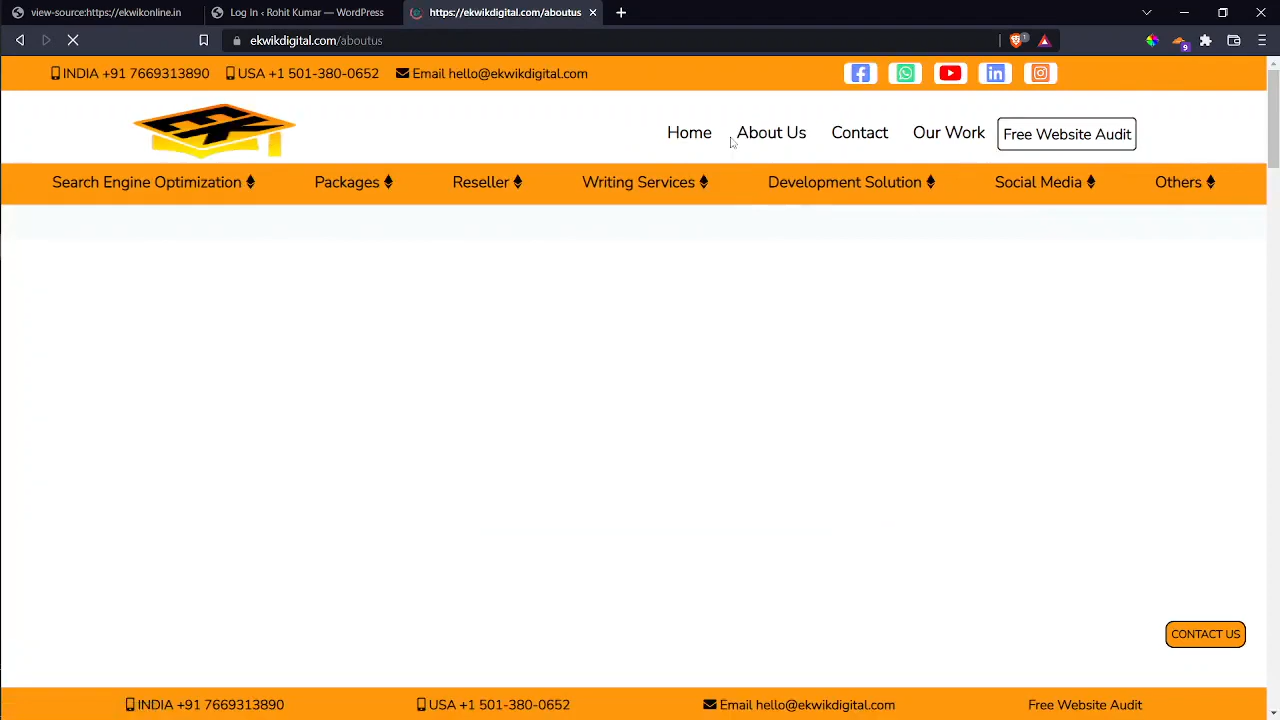 view-source:https://ekwikonline.in
Log In ‹ Rohit Kumar — WordPress
https://ekwikdigital.com/aboutus
ekwikdigital.com/aboutus
1
9
INDIA +91 7669313890
USA +1 501-380-0652
Email hello@ekwikdigital.com
EK
Home
About Us
Contact
Our Work
Free Website Audit
Search Engine Optimization
Packages
Reseller
Writing Services
Development Solution
Social Media
Others
CONTACT US
INDIA +91 7669313890
USA +1 501-380-0652
Email hello@ekwikdigital.com
Free Website Audit